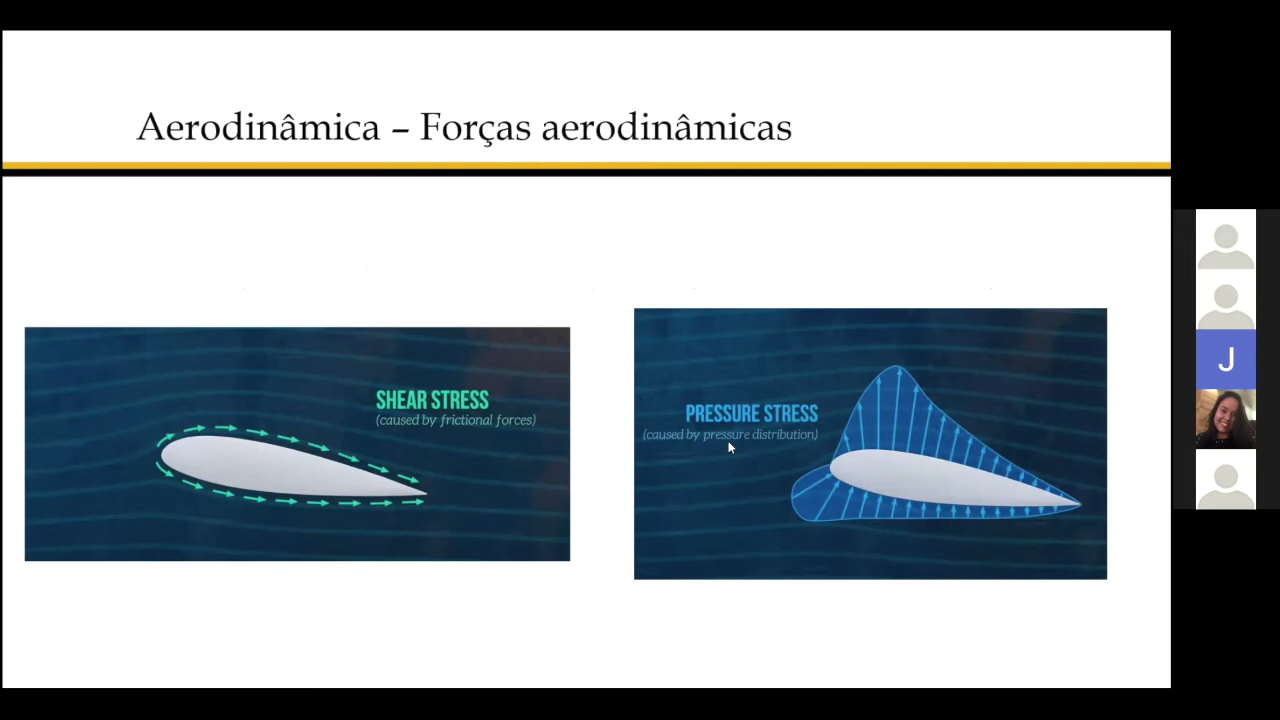 Aerodinâmica – Forças aerodinâmicas
SHEAR STRESS
(caused by frictional forces)
PRESSURE STRESS
(caused by pressure distribution)
J